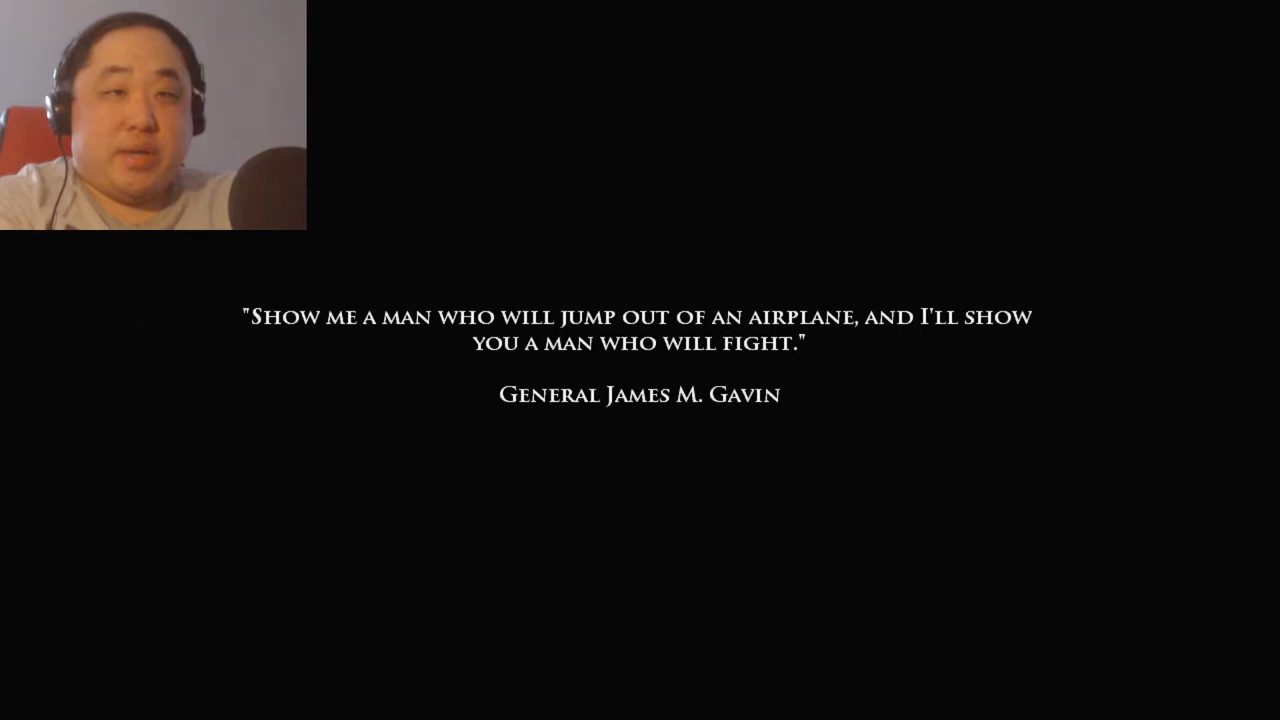 "Show me a man who will jump out of an airplane, and I'll show
you a man who will fight."
General James M. Gavin